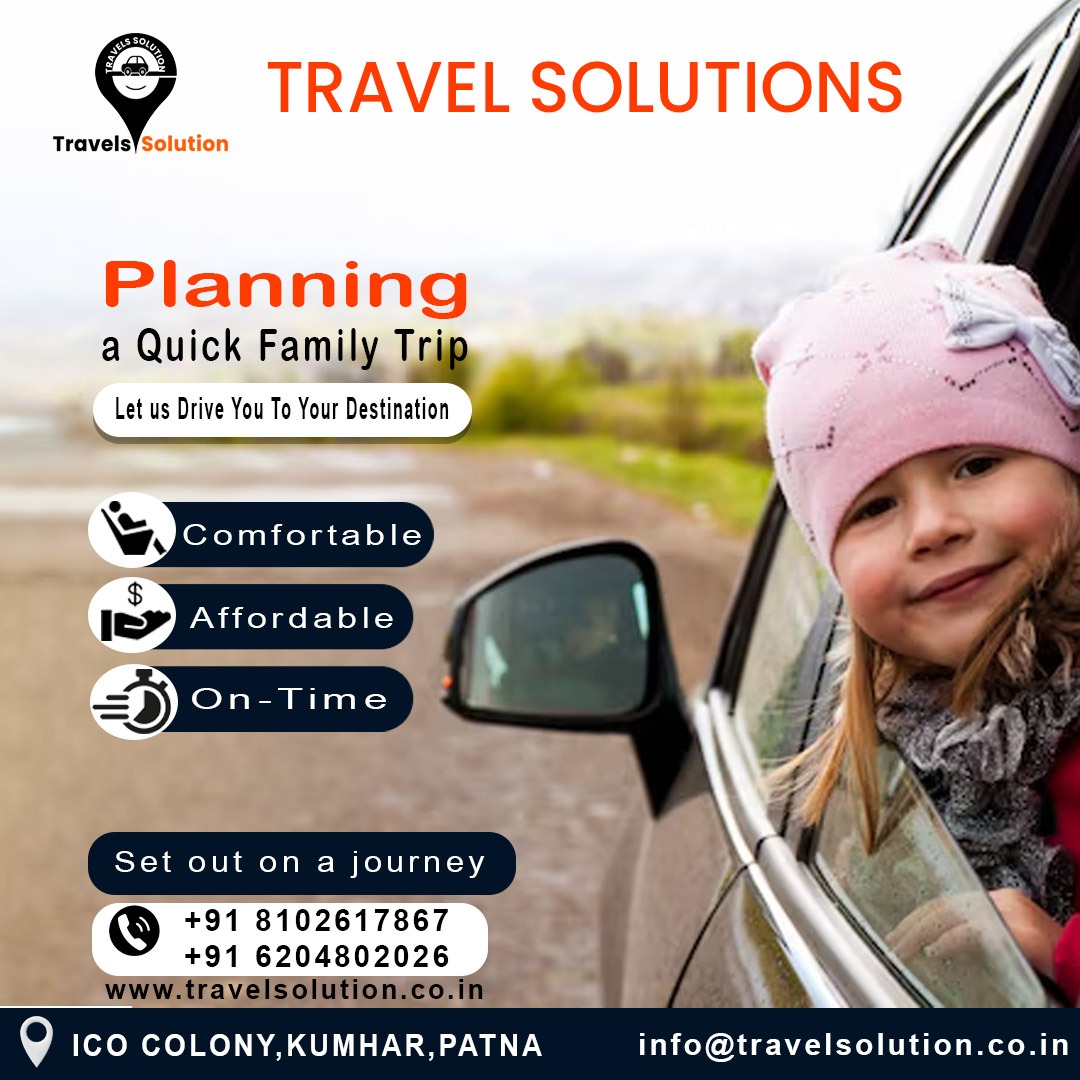 TRAVELS SOLUTION
Travels Solution
TRAVEL SOLUTIONS
Planning
a Quick Family Trip
Let us Drive You To Your Destination
Comfortable
$
Affordable
On-Time
Set out on a journey
+91 8102617867
+91 6204802026
www.travelsolution.co.in
ICO COLONY,KUMHAR,PATNA
info@travelsolution.co.in